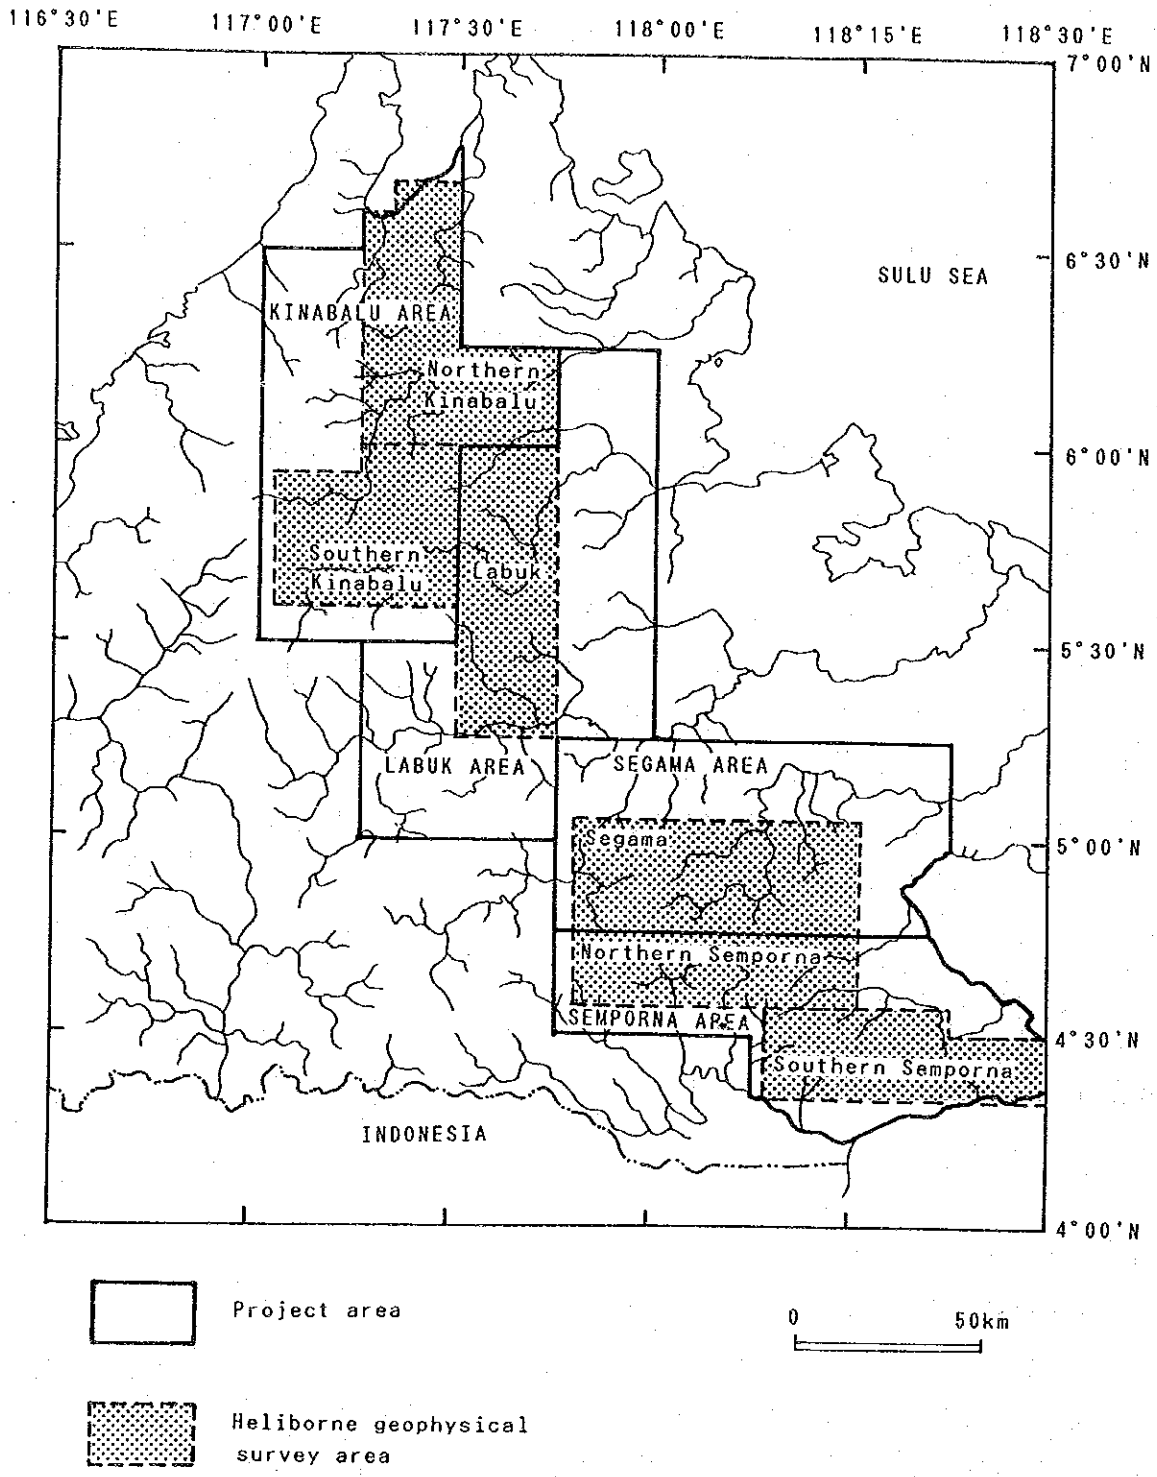 116°30'E 117°00'E 117°30'E 118°00'E 118°15'E 118°30'E
7°00'N
SULU SEA
6°30'N
KINABALU AREA
Northern
Kinabalu
6°00'N
Southern
Kinabalu
Labuk
5°30'N
LABUK AREA
SEGAMA AREA
Segama
5°00'N
Northern Semporna
SEMPORNA AREA
4°30'N
Southern Semporna
INDONESIA
4°00'N
Project area
0 50km
Heliborne geophysical
survey area